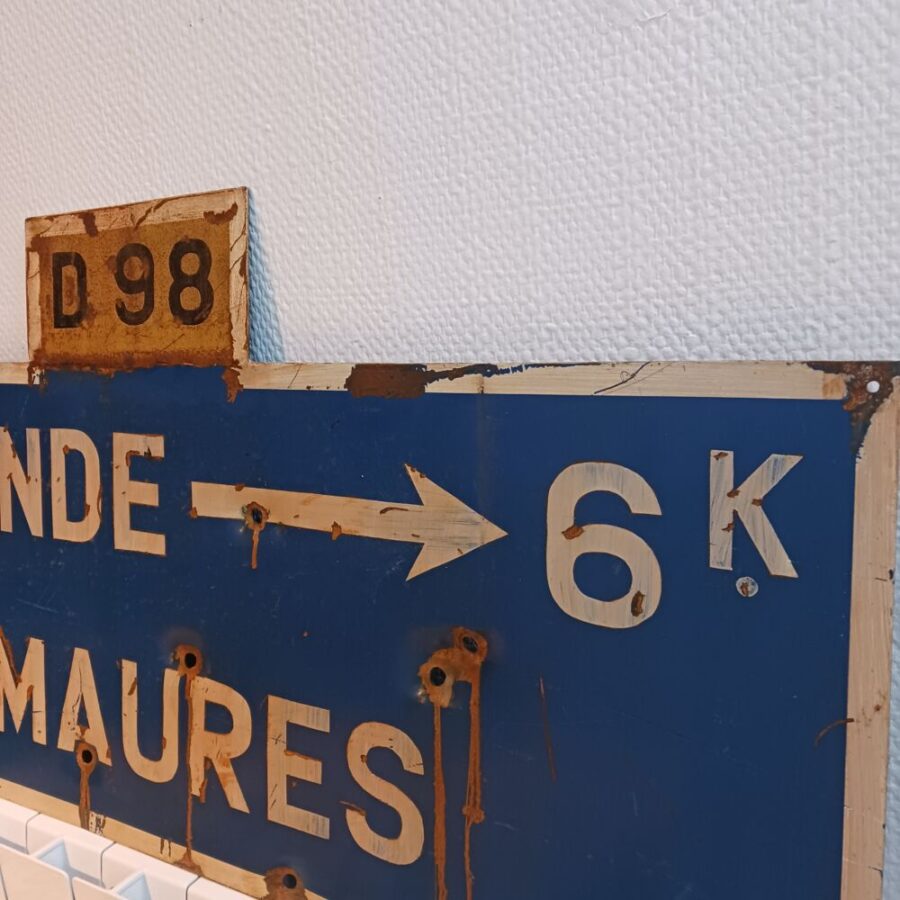 D 98
NDE → 6 K
MAURES